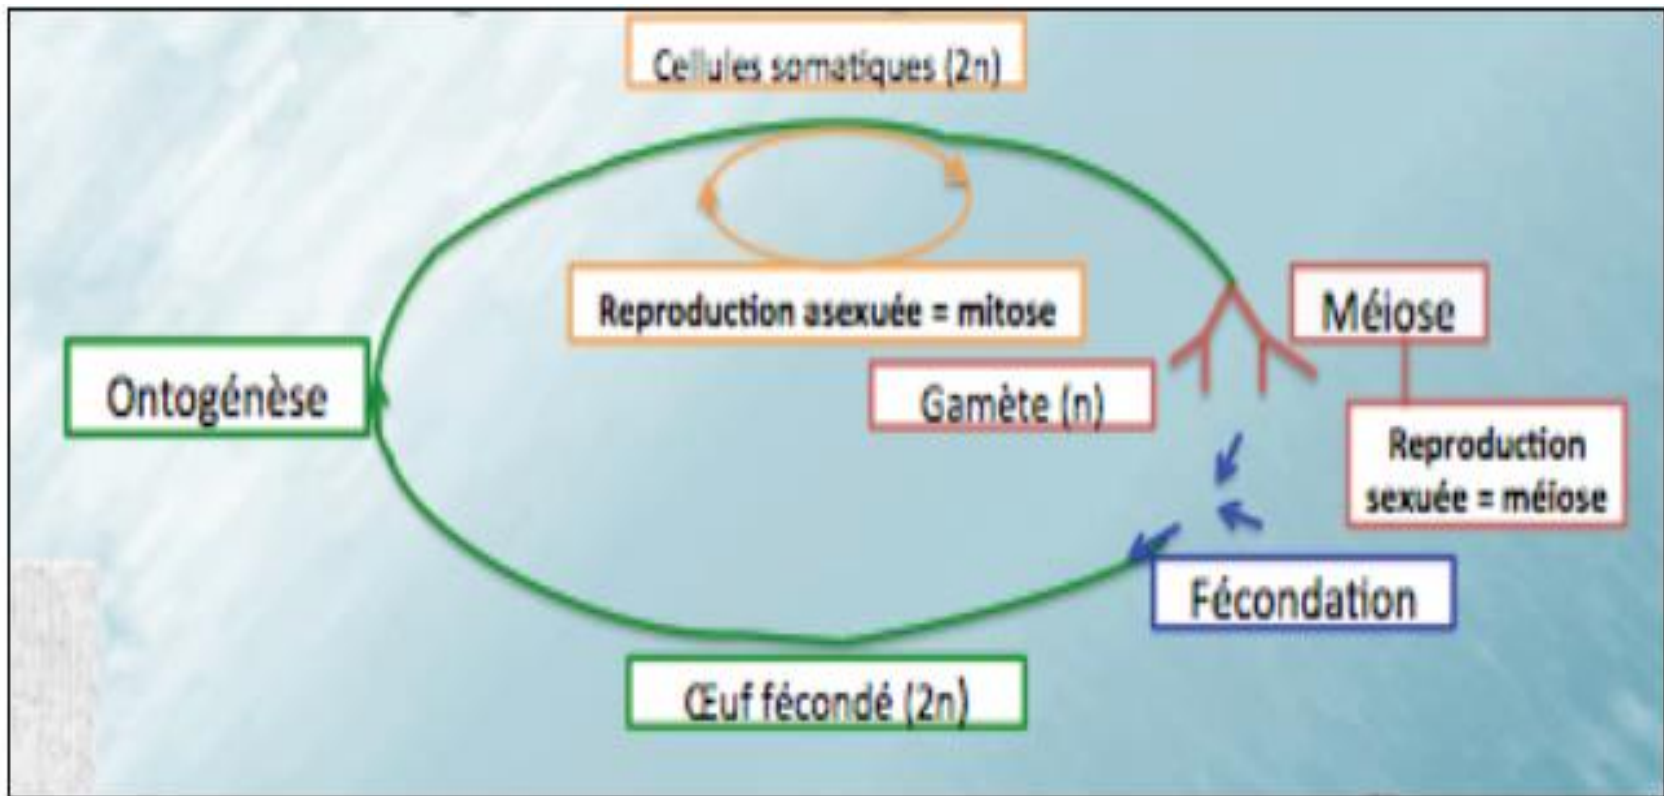 Cellules somatiques (2n)
Reproduction asexuée = mitose
Méiose
Ontogénèse
Gamète (n)
Reproduction
sexuée = méiose
Fécondation
Œuf fécondé (2n)